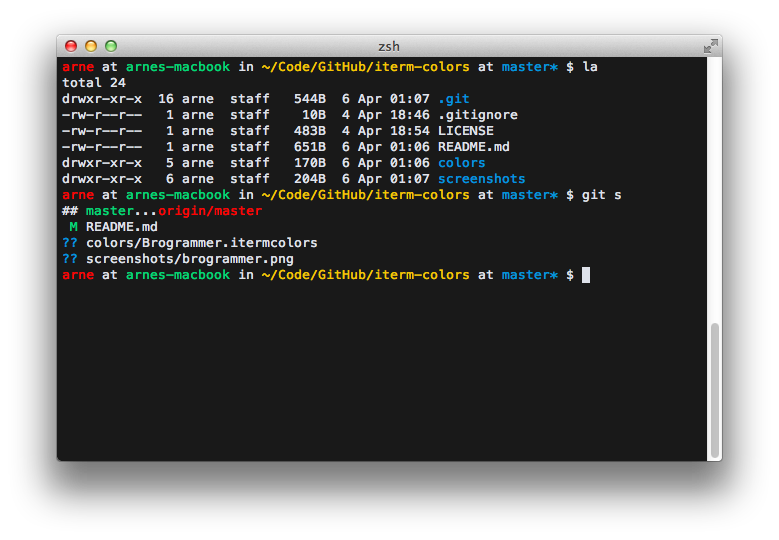 zsh
arne at arnes-macbook in ~/Code/GitHub/iterm-colors at master* $ la
total 24
drwxr-xr-x  16 arne  staff   544B  6 Apr 01:07 .git
-rw-r--r--   1 arne  staff    10B  4 Apr 18:46 .gitignore
-rw-r--r--   1 arne  staff   483B  4 Apr 18:54 LICENSE
-rw-r--r--   1 arne  staff   651B  6 Apr 01:06 README.md
drwxr-xr-x   5 arne  staff   170B  6 Apr 01:06 colors
drwxr-xr-x   6 arne  staff   204B  6 Apr 01:07 screenshots
arne at arnes-macbook in ~/Code/GitHub/iterm-colors at master* $ git s
## master...origin/master
 M README.md
?? colors/Brogrammer.itermcolors
?? screenshots/brogrammer.png
arne at arnes-macbook in ~/Code/GitHub/iterm-colors at master* $